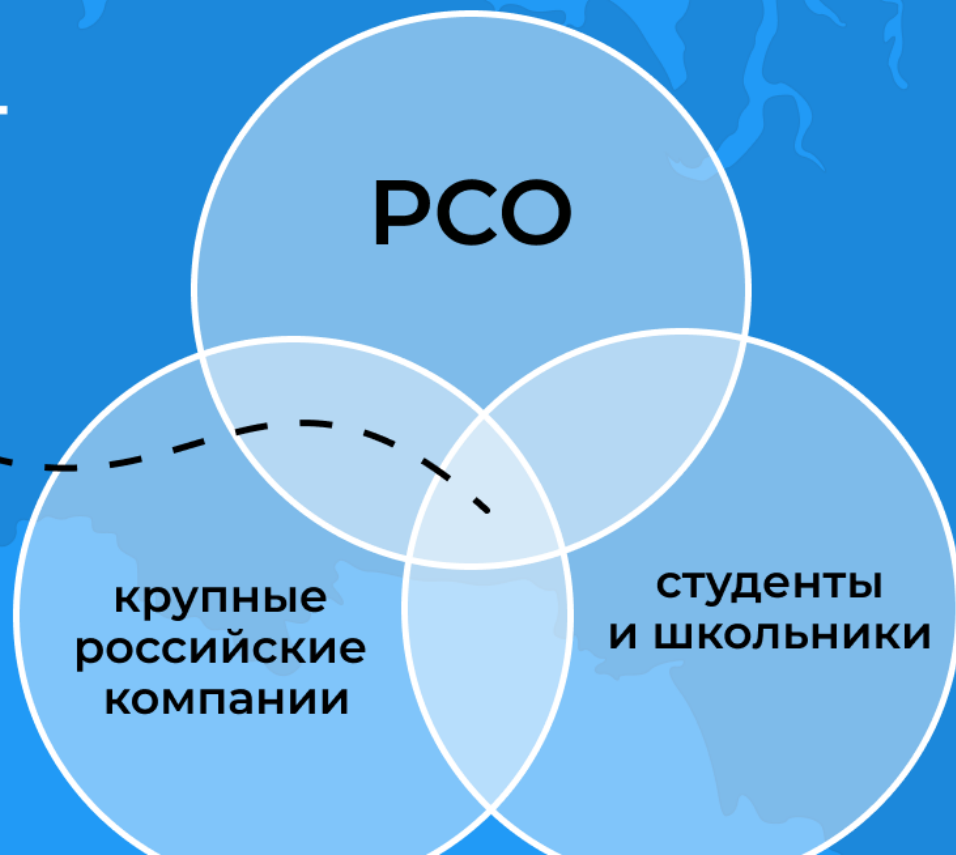 РСО
крупные
российские
компании
студенты
и школьники